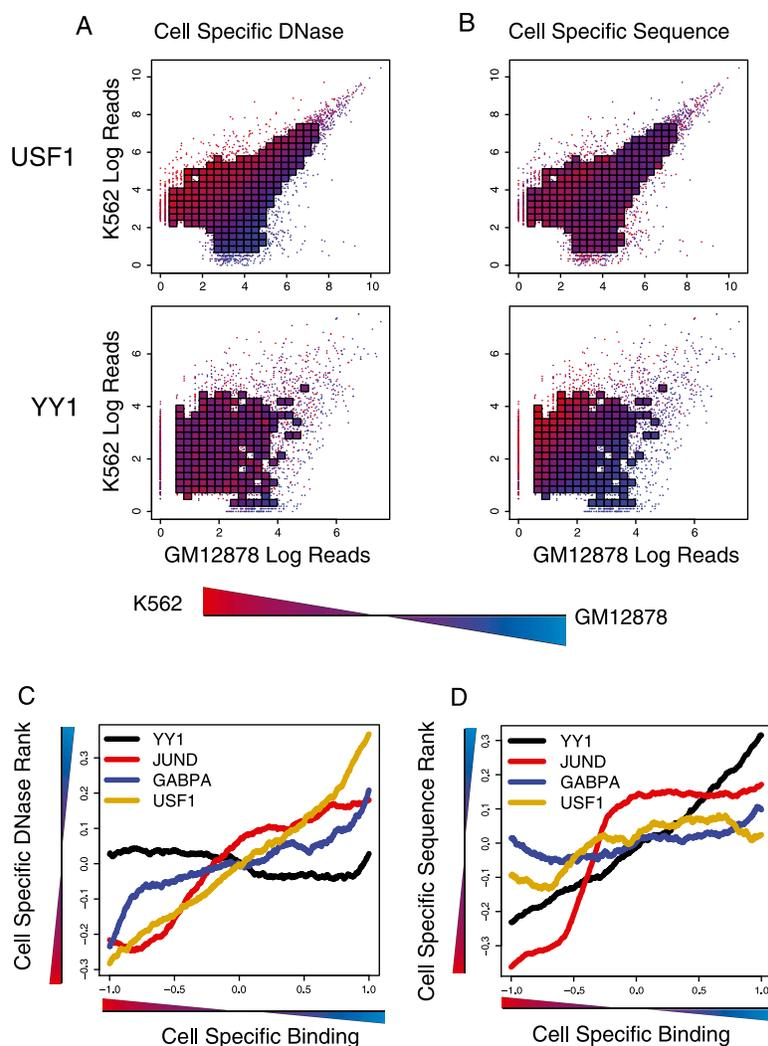 A
B
Cell Specific DNase
Cell Specific Sequence
USF1
K562 Log Reads
10
8
6
4
2
0
0 2 4 6 8 10
10
8
6
4
2
0
0 2 4 6 8 10
YY1
K562 Log Reads
6
4
2
0
0 2 4 6
GM12878 Log Reads
6
4
2
0
0 2 4 6
GM12878 Log Reads
K562
GM12878
C
Cell Specific DNase Rank
YY1
JUND
GABPA
USF1
0.3
0.2
0.1
0.0
-0.1
-0.2
-0.3
-1.0 -0.5 0.0 0.5 1.0
Cell Specific Binding
D
Cell Specific Sequence Rank
YY1
JUND
GABPA
USF1
0.3
0.2
0.1
0.0
-0.1
-0.2
-0.3
-1.0 -0.5 0.0 0.5 1.0
Cell Specific Binding